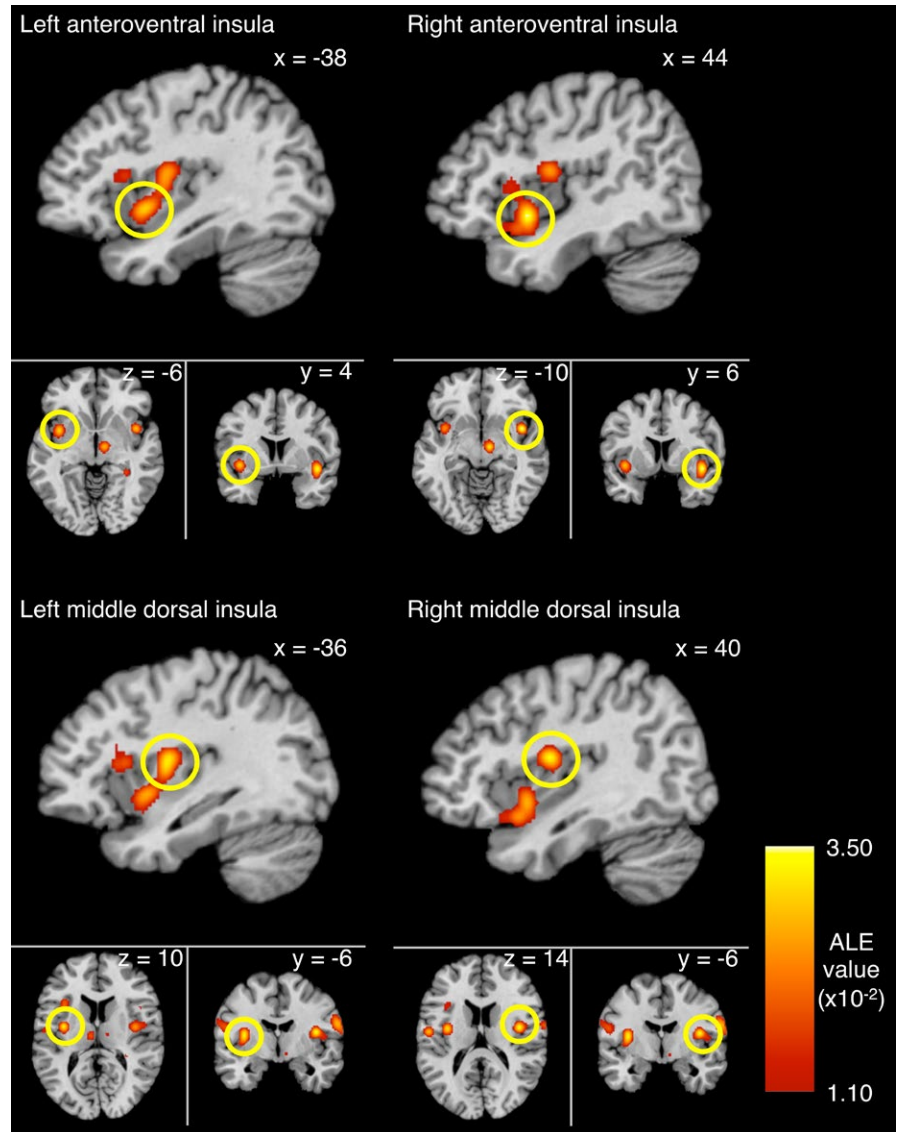 Left anteroventral insula
x = -38
Right anteroventral insula
x = 44
z = -6
y = 4
z = -10
y = 6
Left middle dorsal insula
x = -36
Right middle dorsal insula
x = 40
z = 10
y = -6
z = 14
y = -6
3.50
ALE
value
(x10⁻²)
1.10